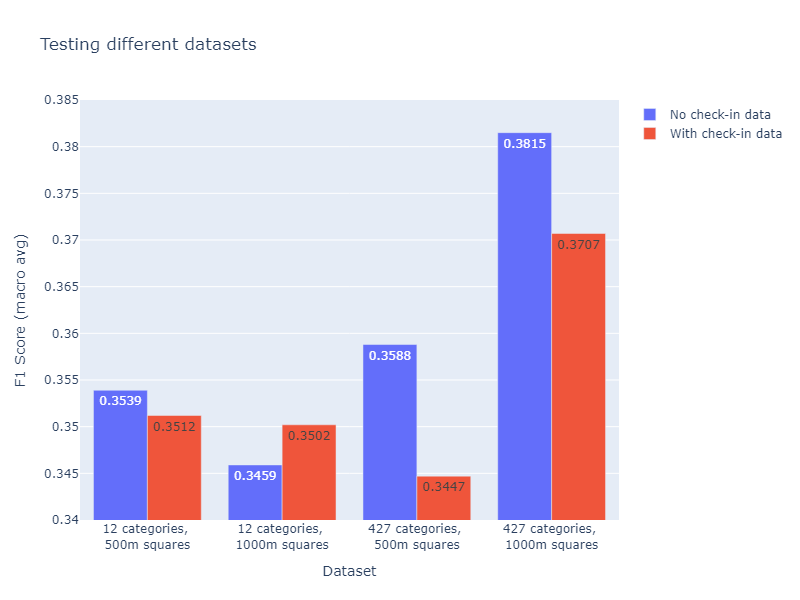 Testing different datasets
No check-in data
With check-in data
F1 Score (macro avg)
0.385
0.38
0.375
0.37
0.365
0.36
0.355
0.35
0.345
0.34
0.3539
0.3512
0.3459
0.3502
0.3588
0.3447
0.3815
0.3707
12 categories,
500m squares
12 categories,
1000m squares
427 categories,
500m squares
427 categories,
1000m squares
Dataset